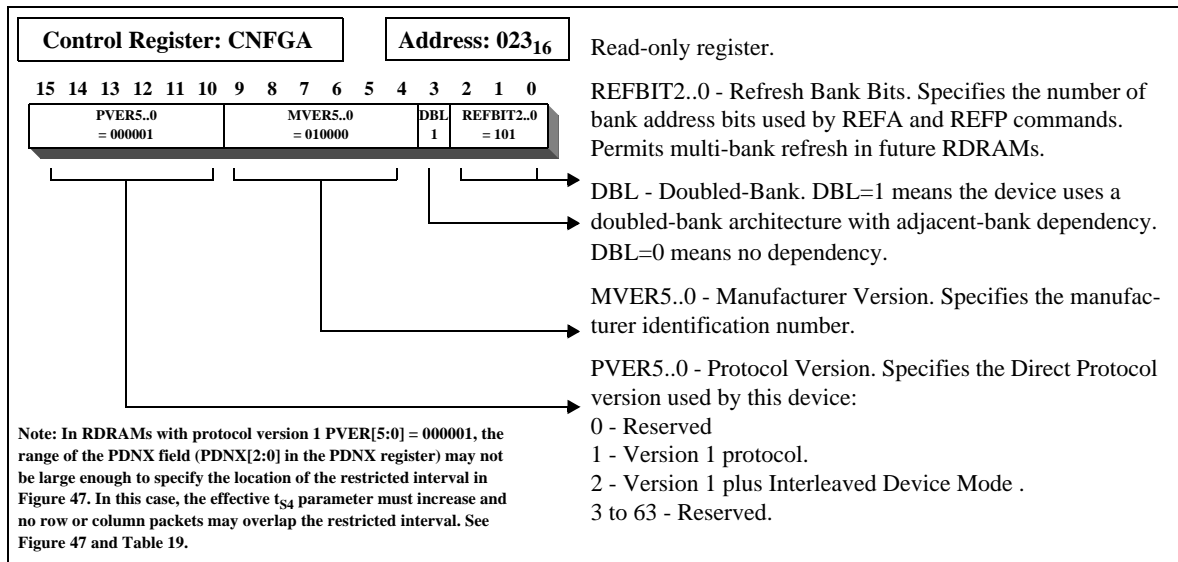 Control Register: CNFGA
Address: 023₁₆
15 14 13 12 11 10 9 8 7 6 5 4 3 2 1 0
PVER5..0
= 000001
MVER5..0
= 010000
DBL
1
REFBIT2..0
= 101
Note: In RDRAMs with protocol version 1 PVER[5:0] = 000001, the
range of the PDNX field (PDNX[2:0] in the PDNX register) may not
be large enough to specify the location of the restricted interval in
Figure 47. In this case, the effective tS4 parameter must increase and
no row or column packets may overlap the restricted interval. See
Figure 47 and Table 19.
Read-only register.
REFBIT2..0 - Refresh Bank Bits. Specifies the number of
bank address bits used by REFA and REFP commands.
Permits multi-bank refresh in future RDRAMs.
DBL - Doubled-Bank. DBL=1 means the device uses a
doubled-bank architecture with adjacent-bank dependency.
DBL=0 means no dependency.
MVER5..0 - Manufacturer Version. Specifies the manufac-
turer identification number.
PVER5..0 - Protocol Version. Specifies the Direct Protocol
version used by this device:
0 - Reserved
1 - Version 1 protocol.
2 - Version 1 plus Interleaved Device Mode .
3 to 63 - Reserved.